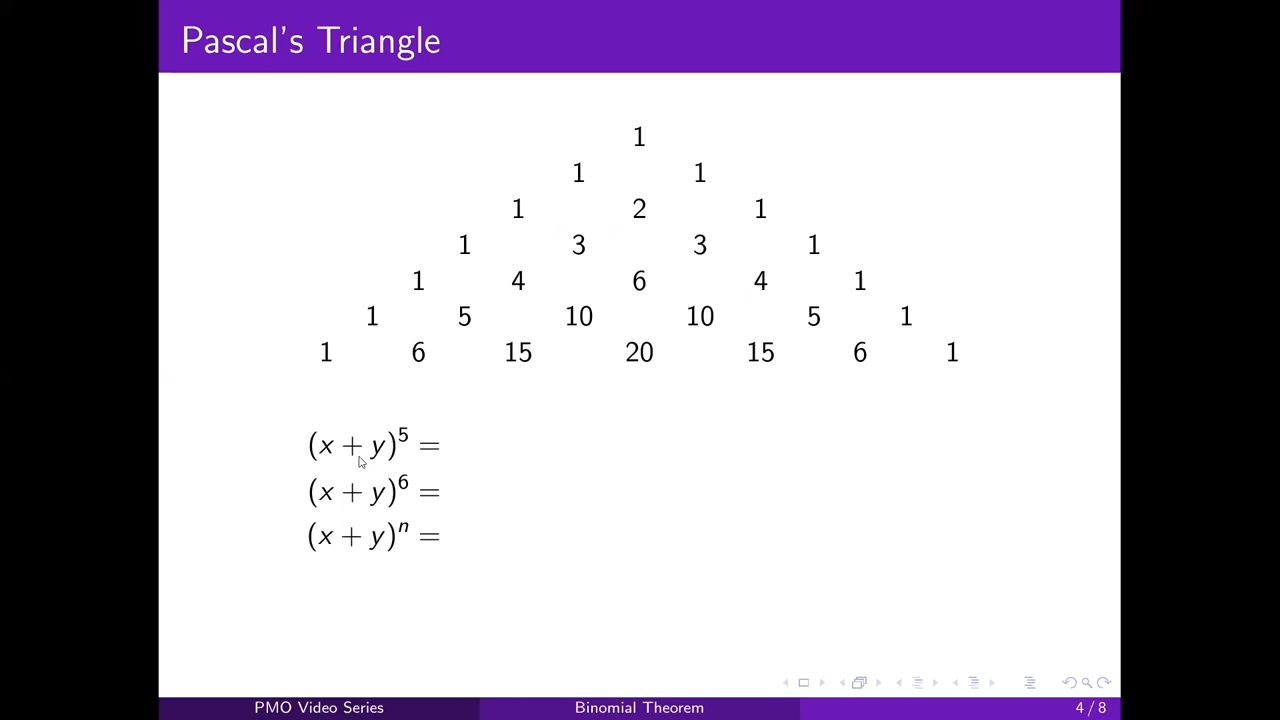 Pascal's Triangle
1
1 1
1 2 1
1 3 3 1
1 4 6 4 1
1 5 10 10 5 1
1 6 15 20 15 6 1
(x + y)⁵ =
(x + y)⁶ =
(x + y)ⁿ =
PMO Video Series Binomial Theorem 4 / 8